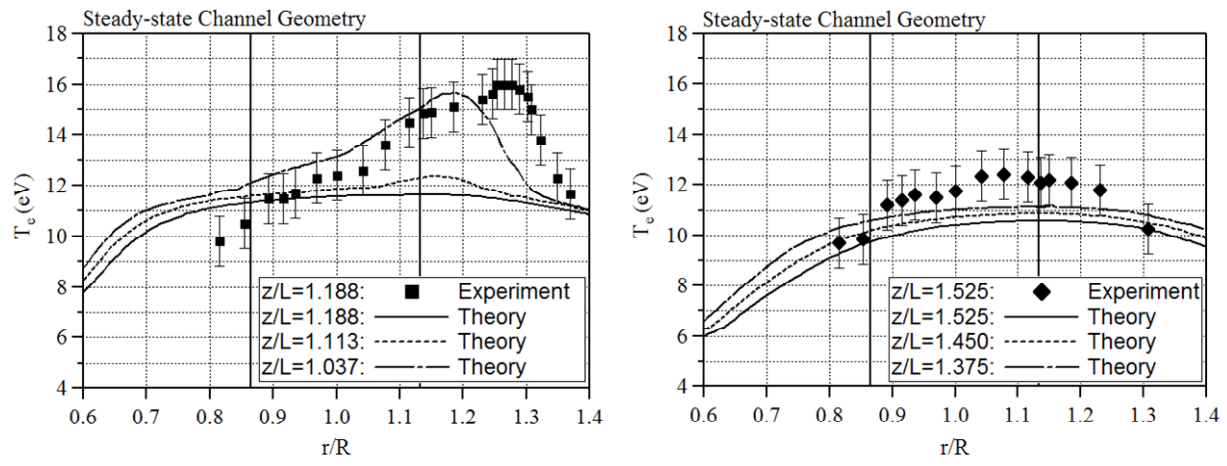 Steady-state Channel Geometry
18
16
14
12
10
8
6
4
T_e (eV)
z/L=1.188: Experiment
z/L=1.188: Theory
z/L=1.113: Theory
z/L=1.037: Theory
0.6 0.7 0.8 0.9 1.0 1.1 1.2 1.3 1.4
r/R
Steady-state Channel Geometry
18
16
14
12
10
8
6
4
T_e (eV)
z/L=1.525: Experiment
z/L=1.525: Theory
z/L=1.450: Theory
z/L=1.375: Theory
0.6 0.7 0.8 0.9 1.0 1.1 1.2 1.3 1.4
r/R